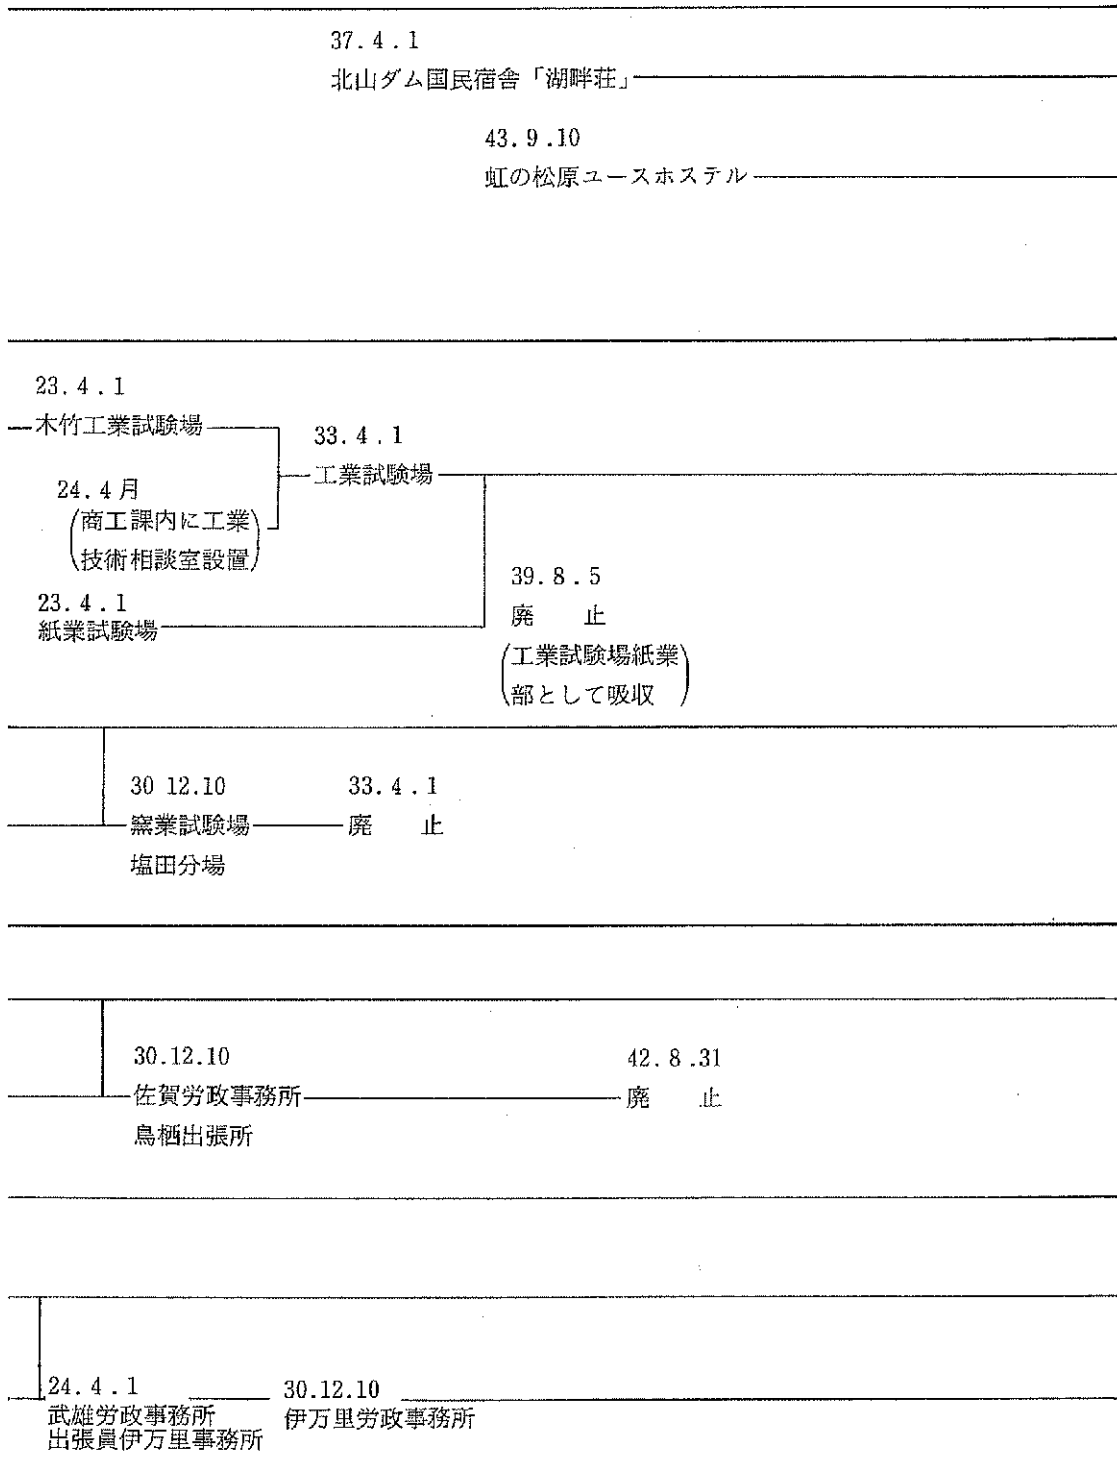 37.4.1
北山ダム国民宿舎「湖畔荘」
43.9.10
虹の松原ユースホステル
23.4.1
木竹工業試験場
33.4.1
工業試験場
24.4月
(商工課内に工業
技術相談室設置)
39.8.5
廃 止
(工業試験場紙業
部として吸収)
23.4.1
紙業試験場
30 12.10
窯業試験場
塩田分場
33.4.1
廃 止
30.12.10
佐賀労政事務所
鳥栖出張所
42.8.31
廃 止
24.4.1
武雄労政事務所
出張員伊万里事務所
30.12.10
伊万里労政事務所